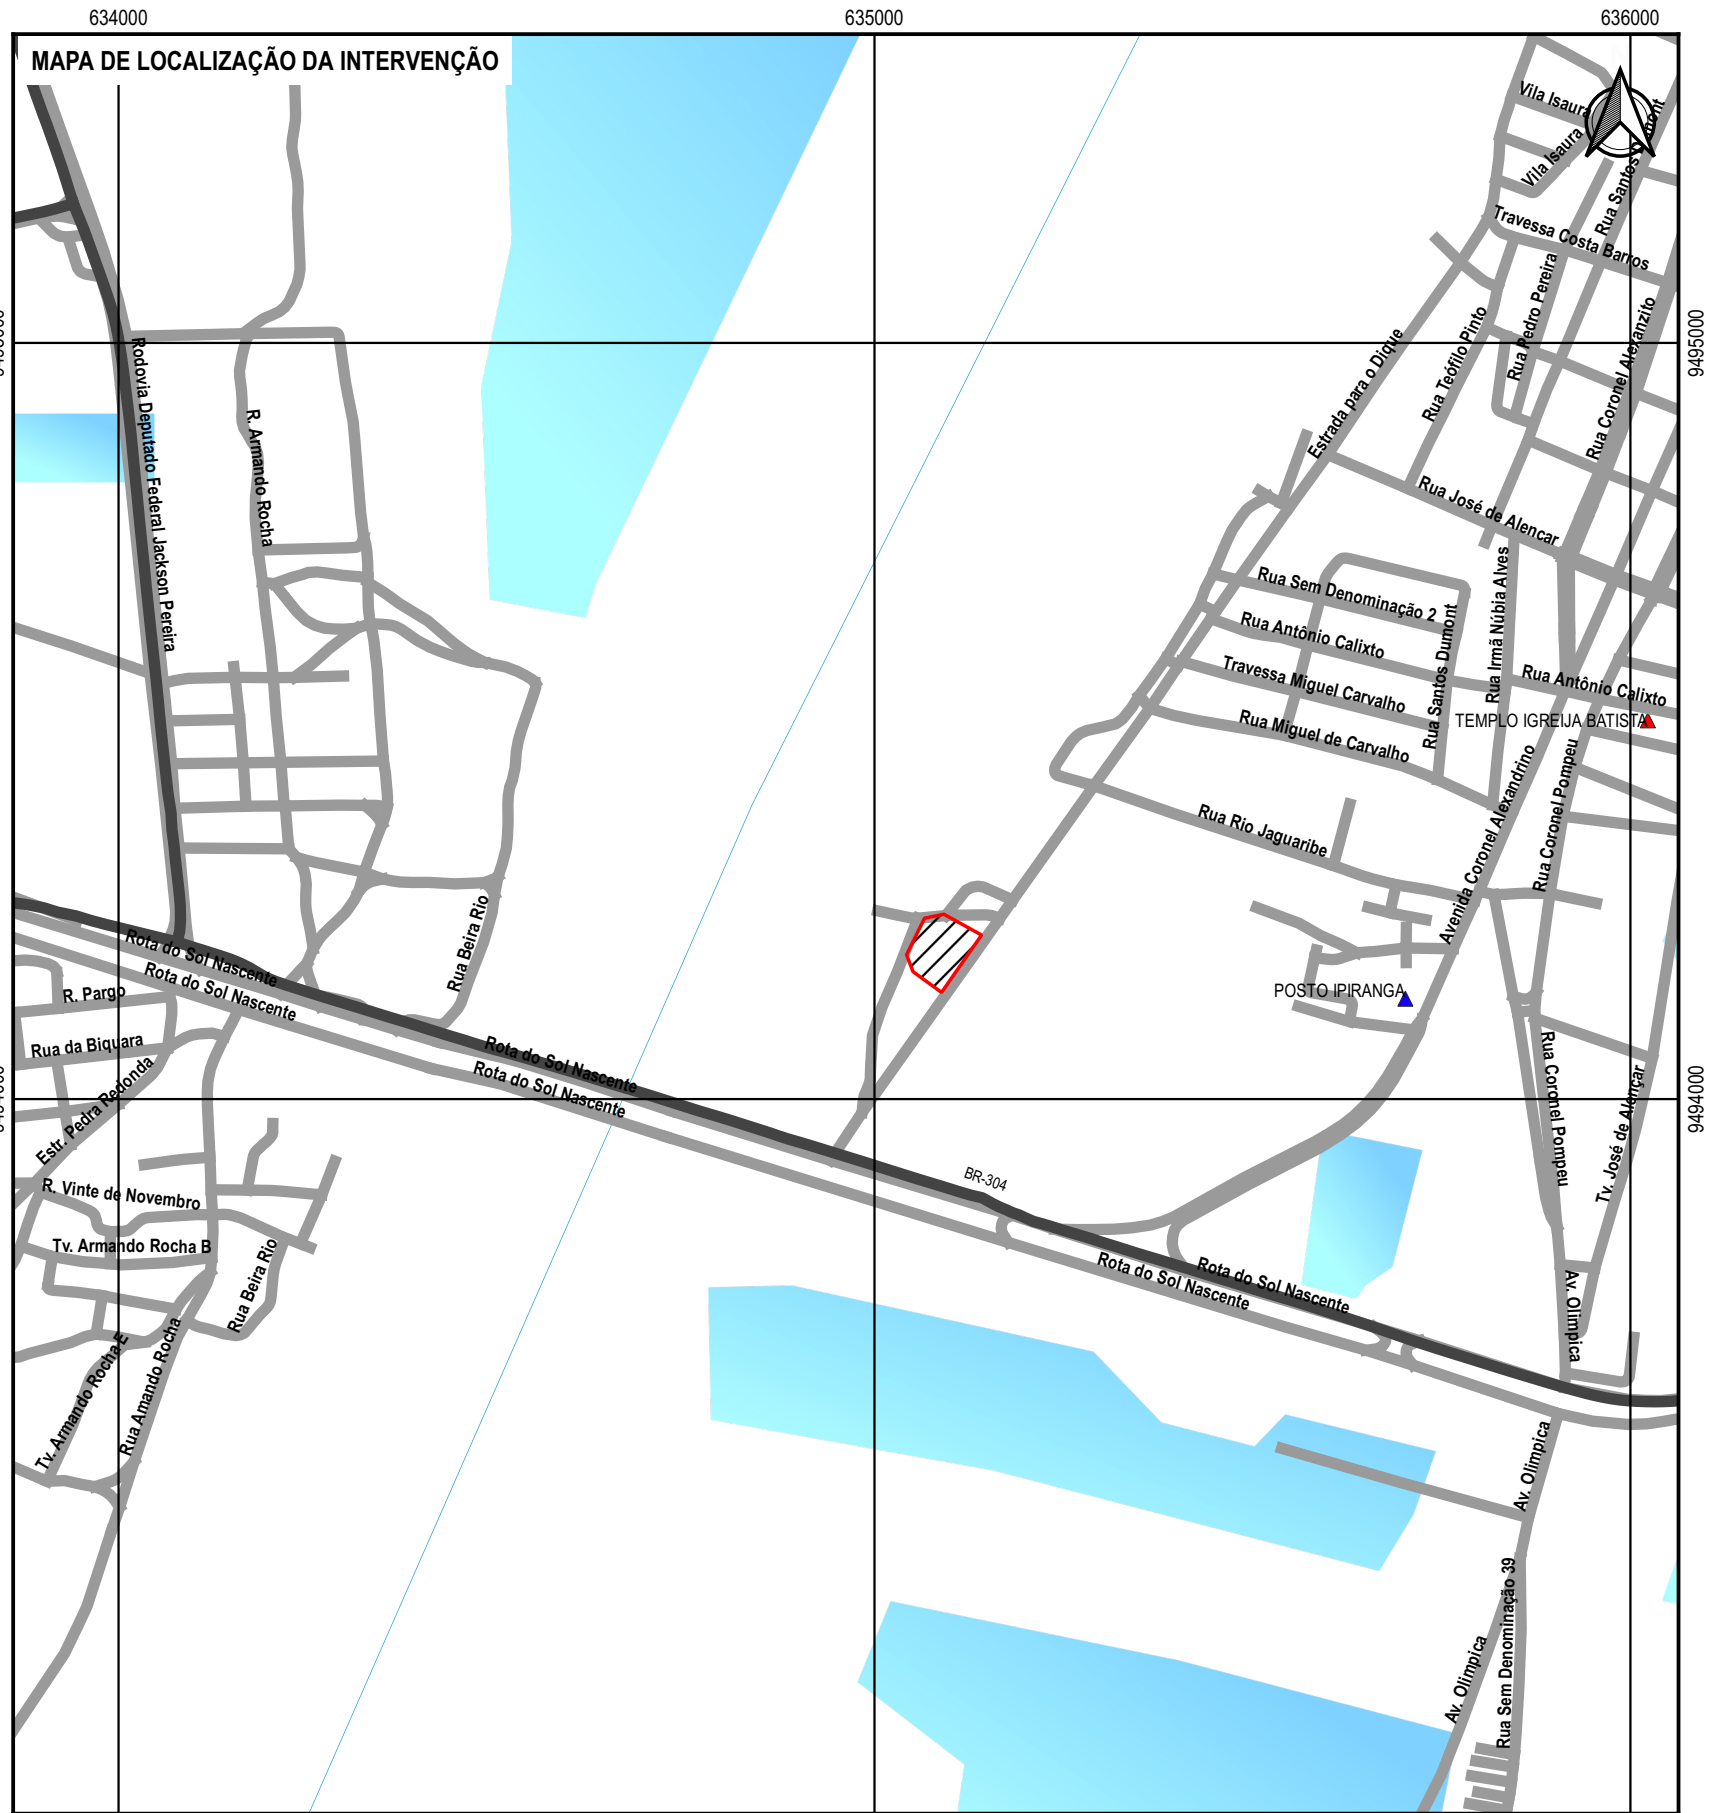 634000
635000
636000
MAPA DE LOCALIZAÇÃO DA INTERVENÇÃO
Vila Isaura
Vila Isaura
Travessa Costa Barros
Rua Pedro Pereira
Rua Teófilo Pinto
Rua Coronel Alexanzito
Estrada para o Dique
9495000
Rodovia Deputado Federal Jackson Pereira
R. Armando Rocha
Rua José de Alencar
Rua Sem Denominação 2
Rua Antônio Calixto
Travessa Miguel Carvalho
Rua Miguel de Carvalho
Rua Santos Dumont
Rua Irmã Núbia Alves
Rua Antônio Calixto
TEMPLO IGREIJA BATISTA
Rua Rio Jaguaribe
Avenida Coronel Alexandrino
Rua Coronel Pompeu
Rua Beira Rio
Rota do Sol Nascente
Rota do Sol Nascente
R. Pargo
Rua da Biquara
Estr. Pedra Redonda
POSTO IPIRANGA
Rota do Sol Nascente
Rota do Sol Nascente
Rua Coronel Pompeu
Tv. José de Alençar
9494000
BR-304
R. Vinte de Novembro
Tv. Armando Rocha B
Rua Beira Rio
Rota do Sol Nascente
Rota do Sol Nascente
Av. Olimpica
Tv. Armando Rocha E
Rua Amando Rocha
Av. Olimpica
Rua Sem Denominação 39
Av. Olimpica